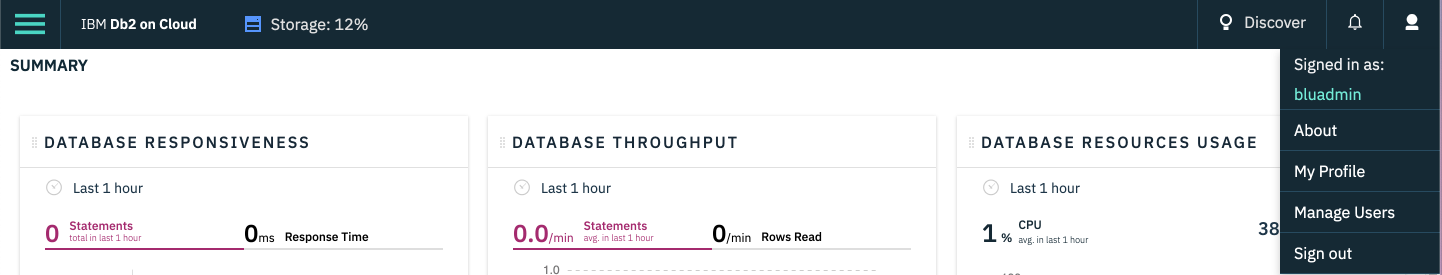 IBM Db2 on Cloud
Storage: 12%
Discover
SUMMARY
Signed in as:
bluadmin
About
My Profile
Manage Users
Sign out
DATABASE RESPONSIVENESS
Last 1 hour
0 Statements
total in last 1 hour
0ms Response Time
DATABASE THROUGHPUT
Last 1 hour
0.0/min Statements
avg. in last 1 hour
0/min Rows Read
1.0
DATABASE RESOURCES USAGE
Last 1 hour
1 % CPU
avg. in last 1 hour
38